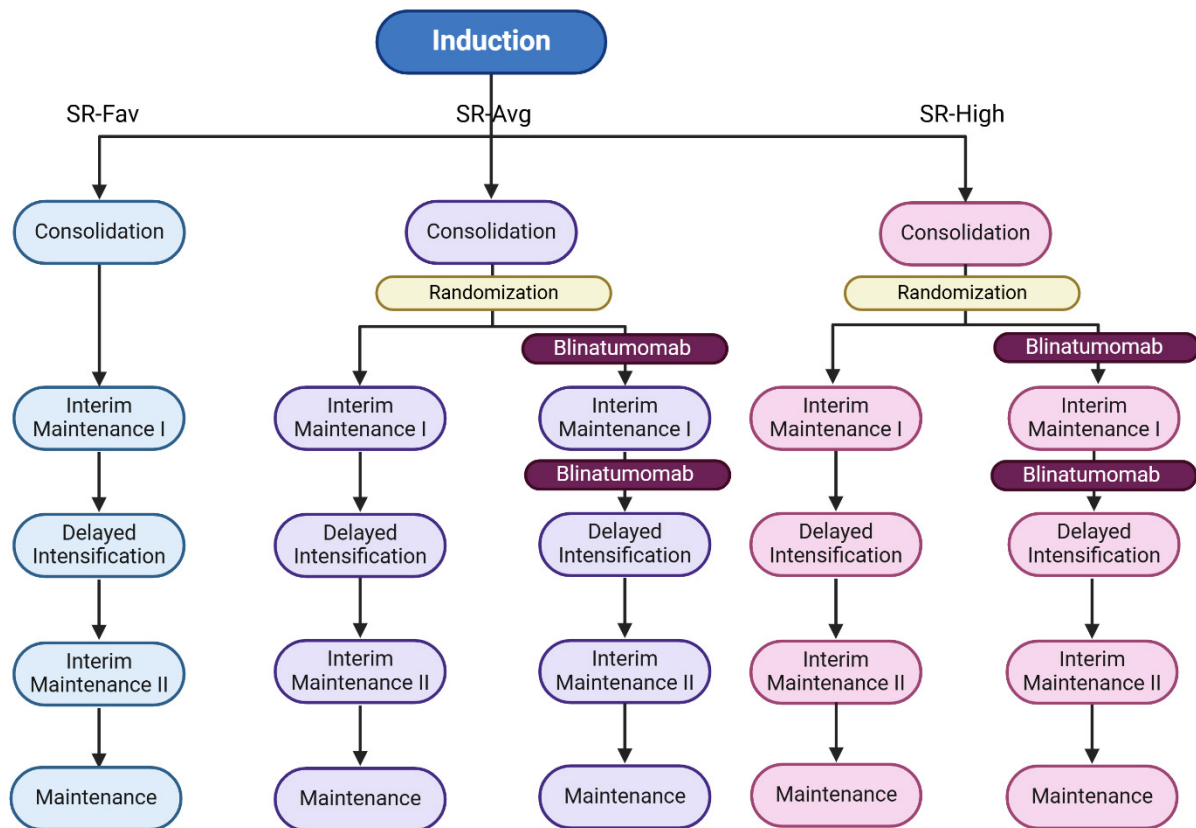 Induction
SR-Fav
SR-Avg
SR-High
Consolidation
Consolidation
Consolidation
Randomization
Randomization
Blinatumomab
Blinatumomab
Interim
Maintenance I
Interim
Maintenance I
Interim
Maintenance I
Interim
Maintenance I
Interim
Maintenance I
Blinatumomab
Blinatumomab
Delayed
Intensification
Delayed
Intensification
Delayed
Intensification
Delayed
Intensification
Delayed
Intensification
Interim
Maintenance II
Interim
Maintenance II
Interim
Maintenance II
Interim
Maintenance II
Interim
Maintenance II
Maintenance
Maintenance
Maintenance
Maintenance
Maintenance